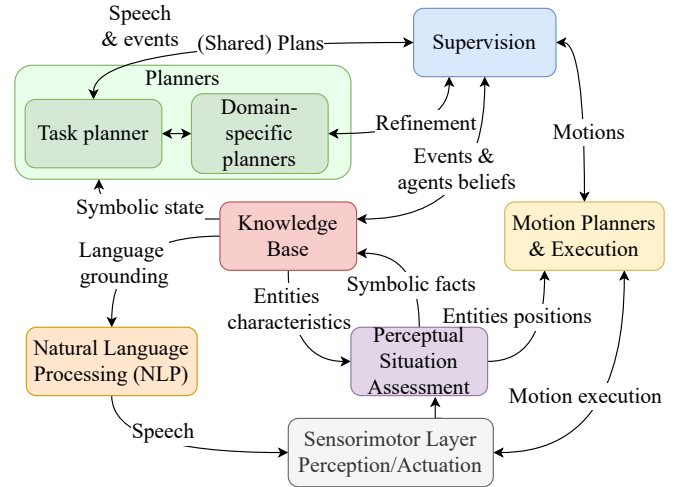 Speech
& events
(Shared) Plans
Supervision
Planners
Task planner
Domain-
specific
planners
Refinement
Motions
Events &
agents beliefs
Symbolic state
Knowledge
Base
Motion Planners
& Execution
Language
grounding
Entities
characteristics
Symbolic facts
Entities positions
Natural Language
Processing (NLP)
Perceptual
Situation
Assessment
Motion execution
Speech
Sensorimotor Layer
Perception/Actuation